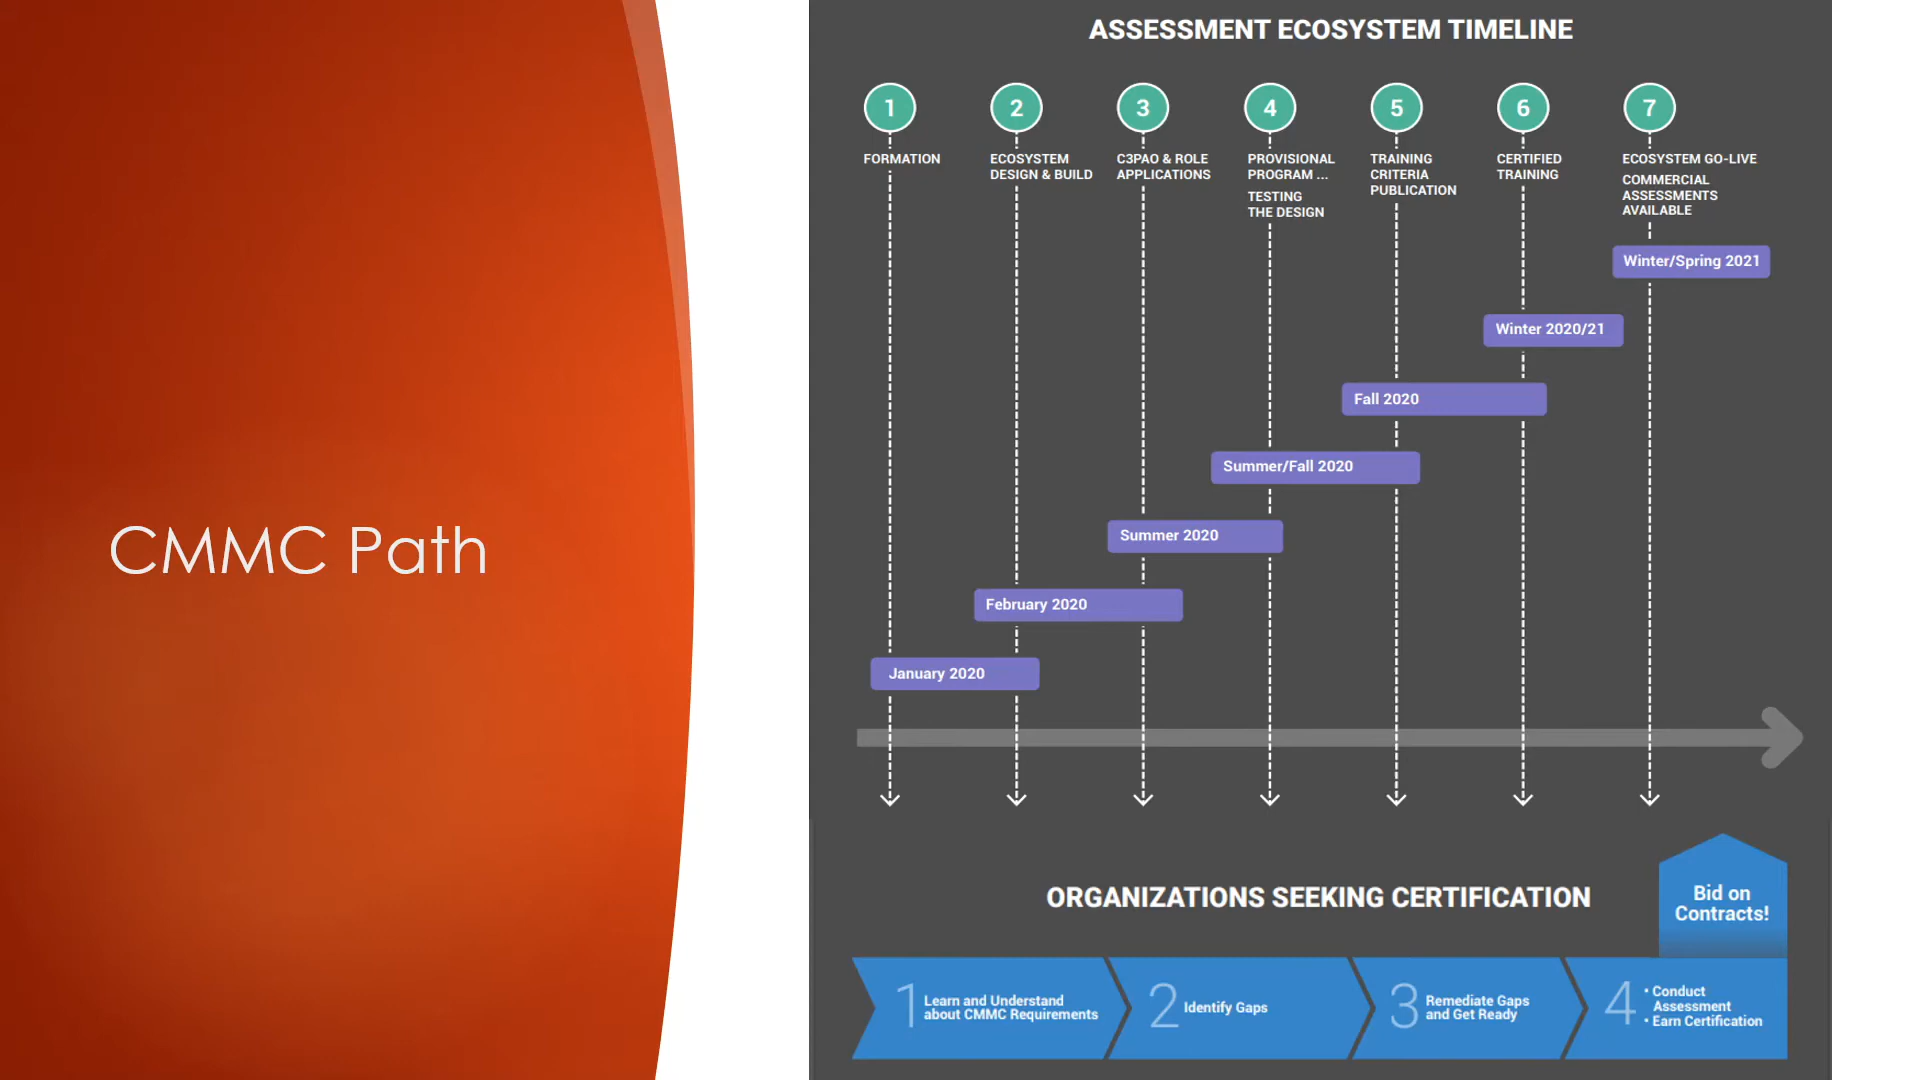 CMMC Path
ASSESSMENT ECOSYSTEM TIMELINE
1
FORMATION
2
ECOSYSTEM
DESIGN & BUILD
3
C3PAO & ROLE
APPLICATIONS
4
PROVISIONAL
PROGRAM ...
TESTING
THE DESIGN
5
TRAINING
CRITERIA
PUBLICATION
6
CERTIFIED
TRAINING
7
ECOSYSTEM GO-LIVE
COMMERCIAL
ASSESSMENTS
AVAILABLE
Winter/Spring 2021
Winter 2020/21
Fall 2020
Summer/Fall 2020
Summer 2020
February 2020
January 2020
ORGANIZATIONS SEEKING CERTIFICATION
Bid on
Contracts!
1
Learn and Understand
about CMMC Requirements
2
Identify Gaps
3
Remediate Gaps
and Get Ready
4
• Conduct
Assessment
• Earn Certification